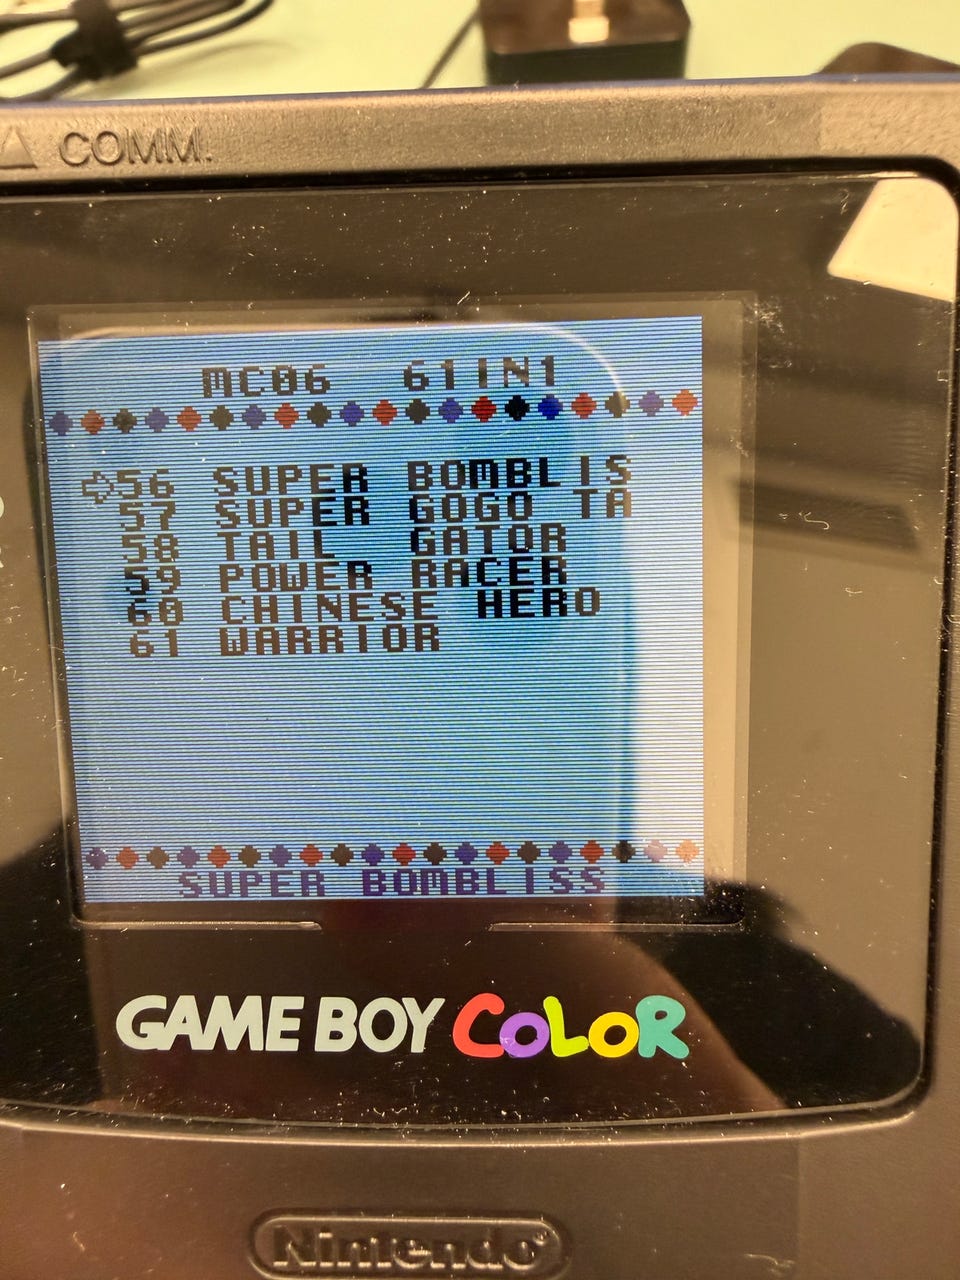 COMM.
MC06 61IN1
56 SUPER BOMBLIS
57 SUPER GOGO TA
58 TAIL GATOR
59 POWER RACER
60 CHINESE HERO
61 WARRIOR
SUPER BOMBLISS
GAME BOY COLOR
Nintendo